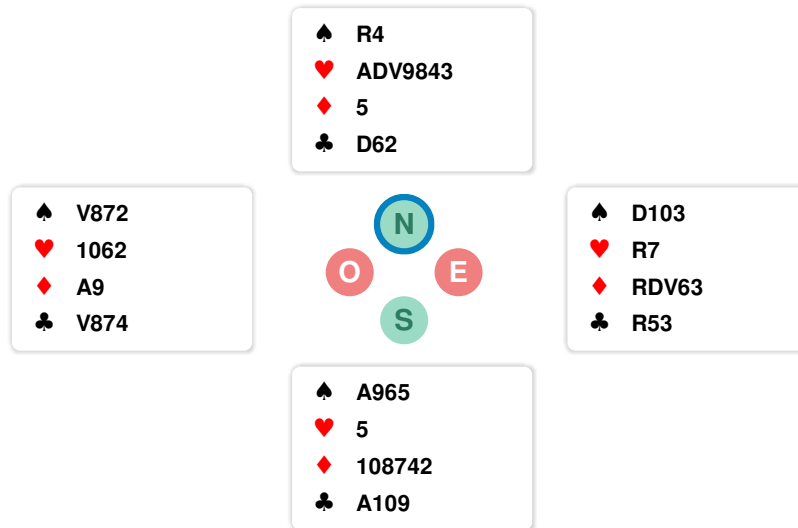 ♠ R4
♥ ADV9843
♦ 5
♣ D62
♠ V872
♥ 1062
♦ A9
♣ V874
N
O E
S
♠ D103
♥ R7
♦ RDV63
♣ R53
♠ A965
♥ 5
♦ 108742
♣ A109